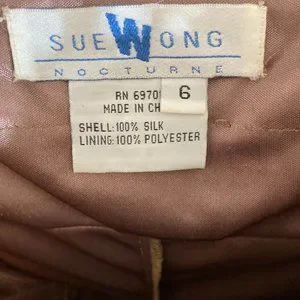 SUE WONG
NOCTURNE
RN 6970
MADE IN CH
6
SHELL: 100% SILK
LINING: 100% POLYESTER